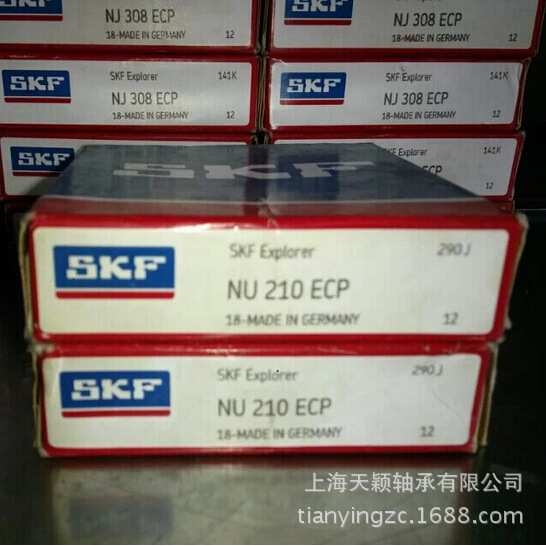 NJ 308 ECP
18-MADE IN GERMANY 12
NJ 308 ECP
18-MADE IN GERMANY 12
SKF SKF Explorer 141K
NJ 308 ECP
18-MADE IN GERMANY 12
SKF SKF Explorer 141K
NJ 308 ECP
18-MADE IN GERMANY 12
SKF
SKF Explorer 141K
NJ 308 ECP
12
SKF
SKF Explorer 290J
SKF
NU 210 ECP
18-MADE IN GERMANY 12
SKF Explorer 290J
SKF
NU 210 ECP
18-MADE IN GERMANY 12
上海天颖轴承有限公司
tianyingzc.1688.com